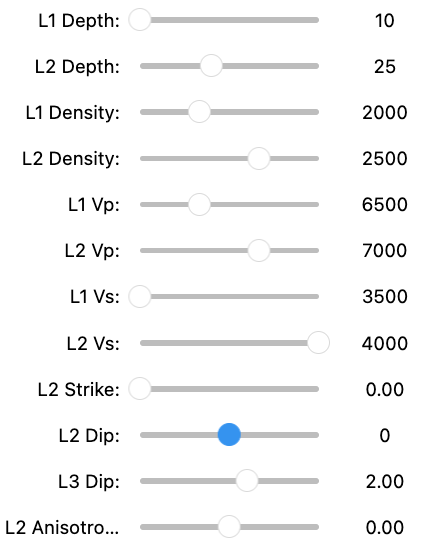 L1 Depth: 10
L2 Depth: 25
L1 Density: 2000
L2 Density: 2500
L1 Vp: 6500
L2 Vp: 7000
L1 Vs: 3500
L2 Vs: 4000
L2 Strike: 0.00
L2 Dip: 0
L3 Dip: 2.00
L2 Anisotro... 0.00